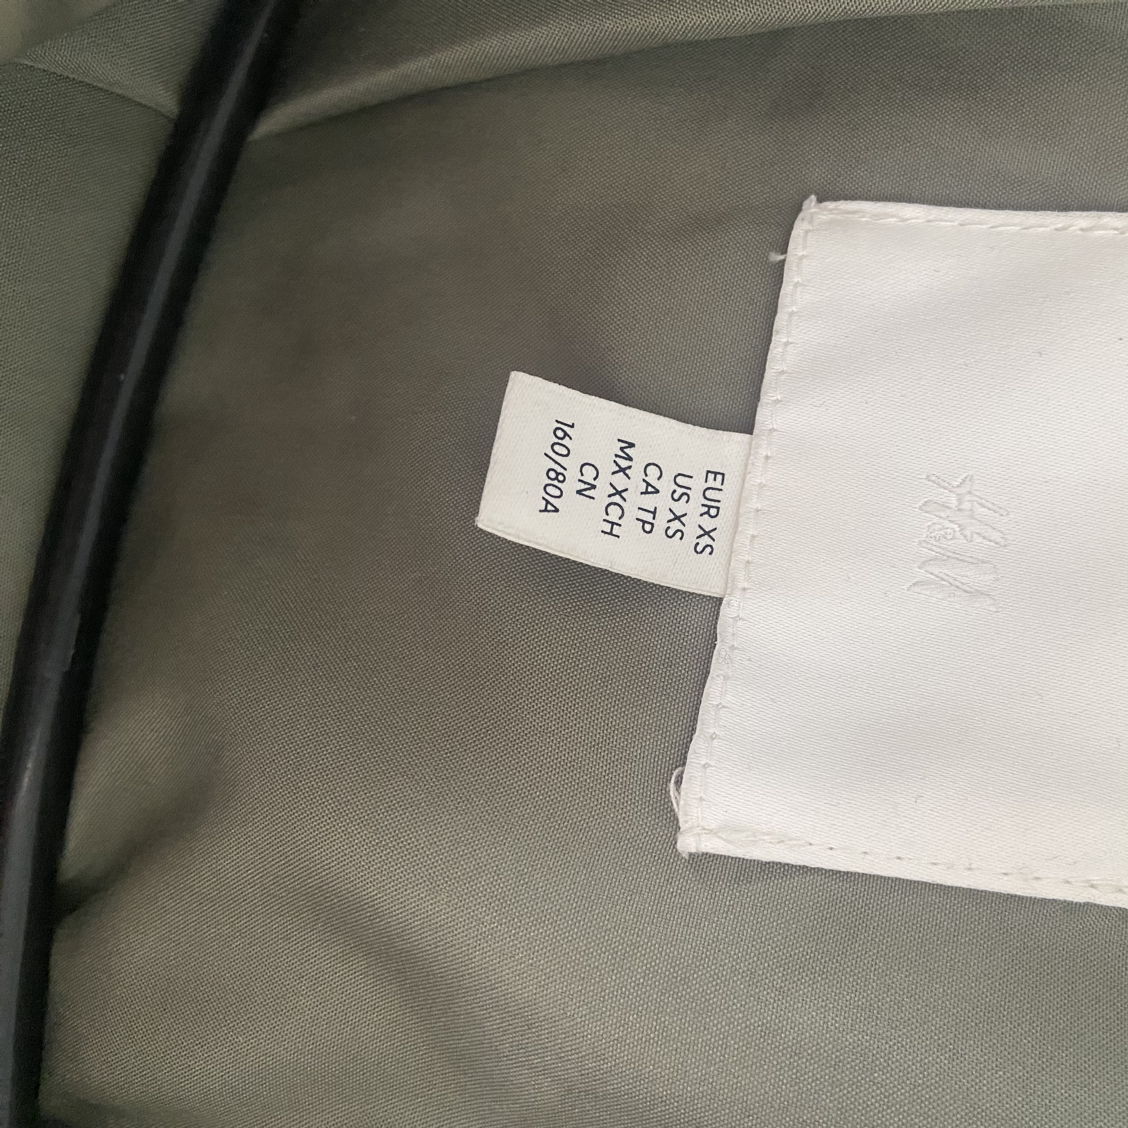 EUR XS
US XS
CA TP
MX XCH
CN
160/80A
H&M